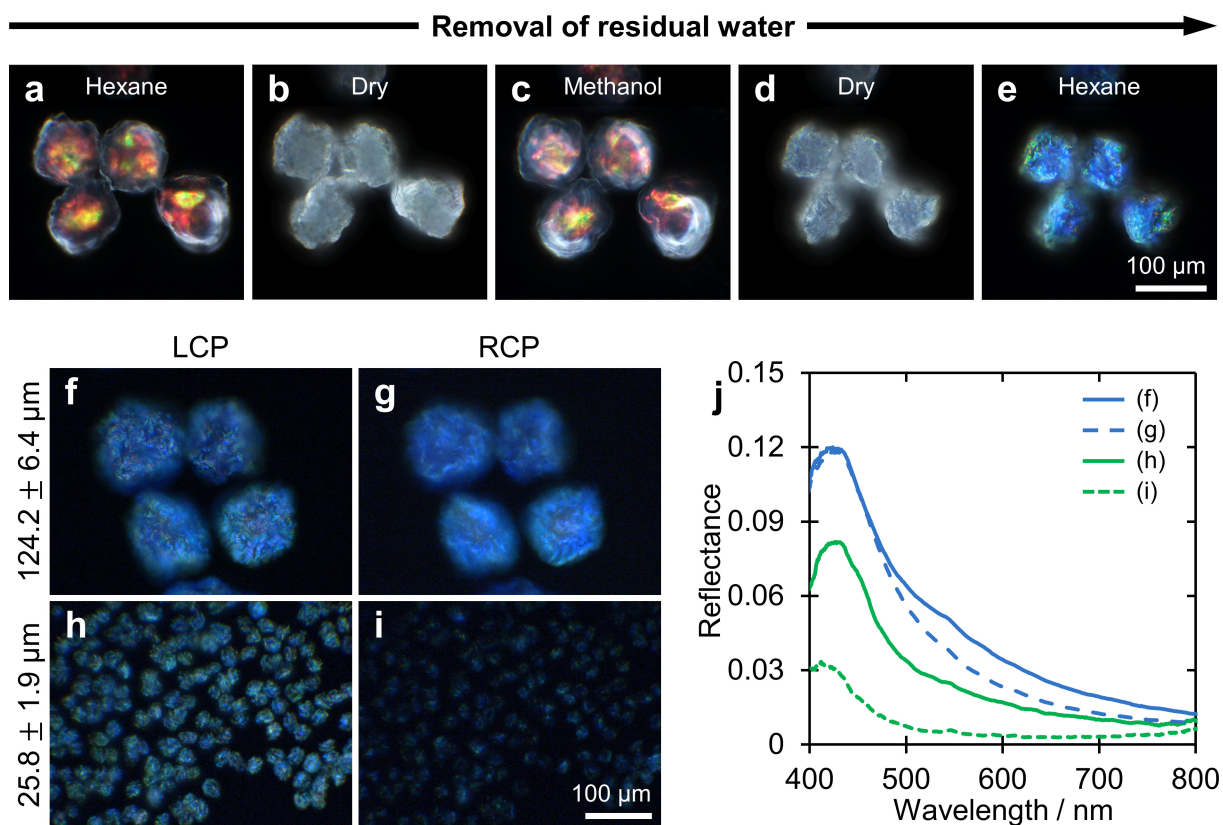 Removal of residual water
a Hexane
b Dry
c Methanol
d Dry
e Hexane
100 µm
LCP
RCP
124.2 ± 6.4 µm
f
g
25.8 ± 1.9 µm
h
i
100 µm
j
(f)
(g)
(h)
(i)
0.15
0.12
0.09
0.06
0.03
0
Reflectance
400 500 600 700 800
Wavelength / nm